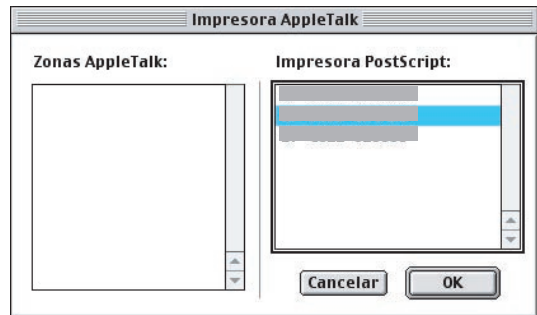 Impresora AppleTalk
Zonas AppleTalk:
Impresora PostScript:
Cancelar
OK